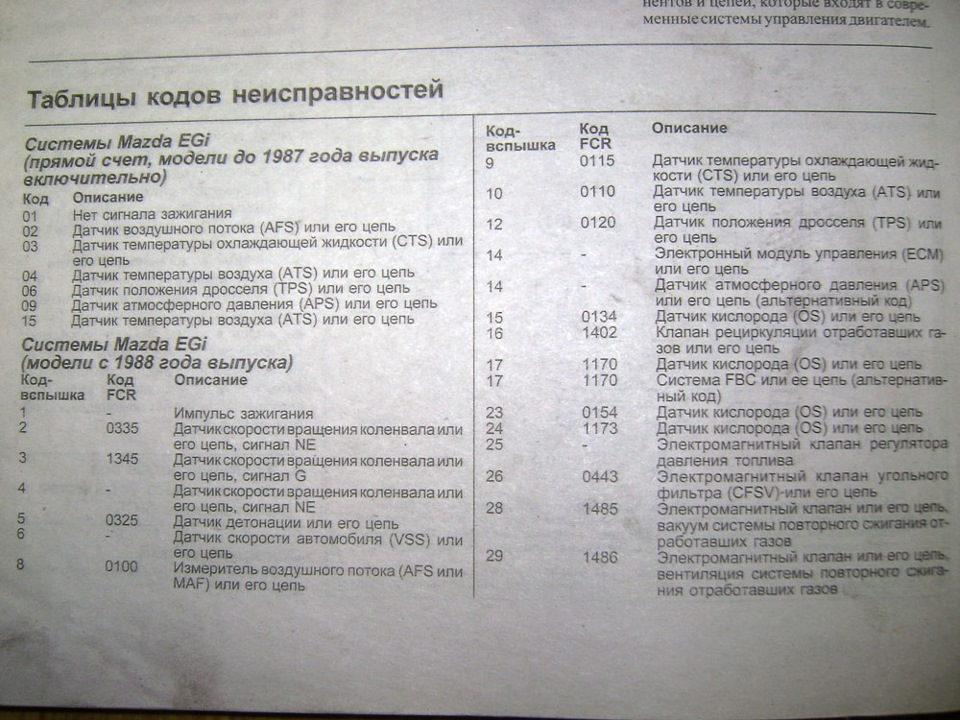 нентов и цепей, которые входят в совре-
менные системы управления двигателем.
Таблицы кодов неисправностей
Системы Mazda EGi
(прямой счет, модели до 1987 года выпуска
включительно)
Код Описание
01 Нет сигнала зажигания
02 Датчик воздушного потока (AFS) или его цепь
03 Датчик температуры охлаждающей жидкости (CTS) или
его цепь
04 Датчик температуры воздуха (ATS) или его цепь
06 Датчик положения дросселя (TPS) или его цепь
09 Датчик атмосферного давления (APS) или его цепь
15 Датчик температуры воздуха (ATS) или его цепь
Системы Mazda EGi
(модели с 1988 года выпуска)
Код- Код Описание
вспышка FCR
1 - Импульс зажигания
2 0335 Датчик скорости вращения коленвала или
его цепь, сигнал NE
3 1345 Датчик скорости вращения коленвала или
его цепь, сигнал G
4 - Датчик скорости вращения коленвала или
его цепь, сигнал NE
5 0325 Датчик детонации или его цепь
6 - Датчик скорости автомобиля (VSS) или
его цепь
8 0100 Измеритель воздушного потока (AFS или
MAF) или его цепь
Код- Код Описание
вспышка FCR
9 0115 Датчик температуры охлаждающей жид-
кости (CTS) или его цепь
10 0110 Датчик температуры воздуха (ATS) или
его цепь
12 0120 Датчик положения дросселя (TPS) или
его цепь
14 - Электронный модуль управления (ECM)
или его цепь
14 - Датчик атмосферного давления (APS)
или его цепь (альтернативный код)
15 0134 Датчик кислорода (OS) или его цепь
16 1402 Клапан рециркуляции отработавших га-
зов или его цепь
17 1170 Датчик кислорода (OS) или его цепь
17 1170 Система FBC или ее цепь (альтернатив-
ный код)
23 0154 Датчик кислорода (OS) или его цепь
24 1173 Датчик кислорода (OS) или его цепь
25 - Электромагнитный клапан регулятора
давления топлива
26 0443 Электромагнитный клапан угольного
фильтра (CFSV) или его цепь
28 1485 Электромагнитный клапан или его цепь,
вакуум системы повторного сжигания от-
работавших газов
29 1486 Электромагнитный клапан или его цепь,
вентиляция системы повторного сжига-
ния отработавших газов